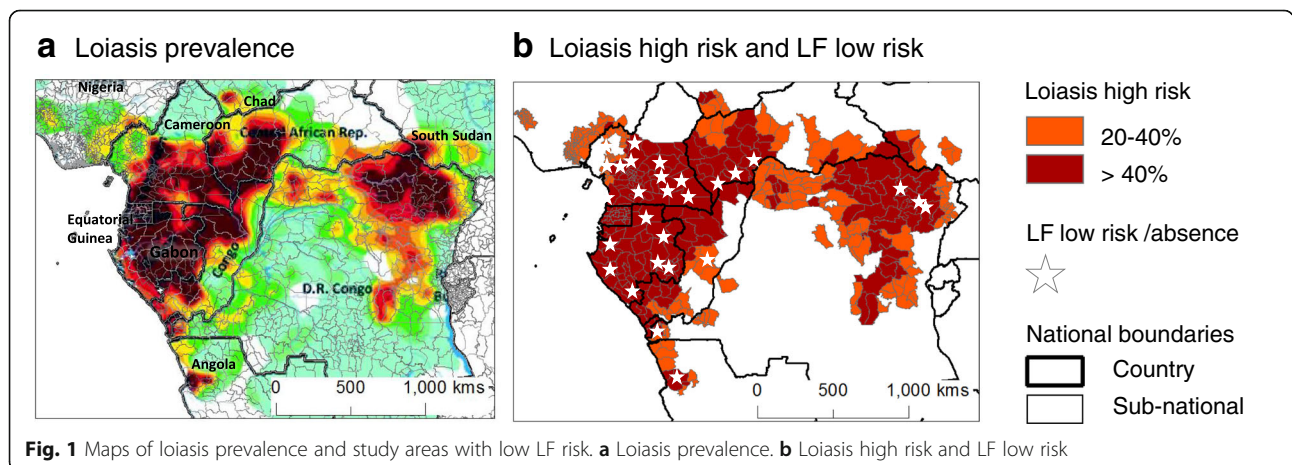 a Loiasis prevalence
Nigeria
Chad
Cameroon
Central African Rep.
South Sudan
Equatorial
Guinea
Gabon
Congo
D.R. Congo
Angola
0 500 1,000 kms
b Loiasis high risk and LF low risk
0 500 1,000 kms
Loiasis high risk
20-40%
> 40%
LF low risk /absence
National boundaries
Country
Sub-national
Fig. 1 Maps of loiasis prevalence and study areas with low LF risk. a Loiasis prevalence. b Loiasis high risk and LF low risk